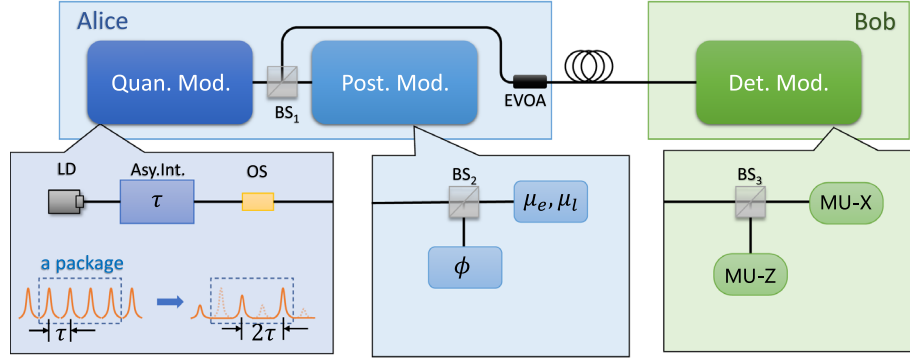 Alice
Bob
Quan. Mod.
BS₁
Post. Mod.
EVOA
Det. Mod.
LD
Asy.Int.
OS
τ
a package
τ
2τ
BS₂
μₑ, μₗ
ϕ
BS₃
MU-X
MU-Z